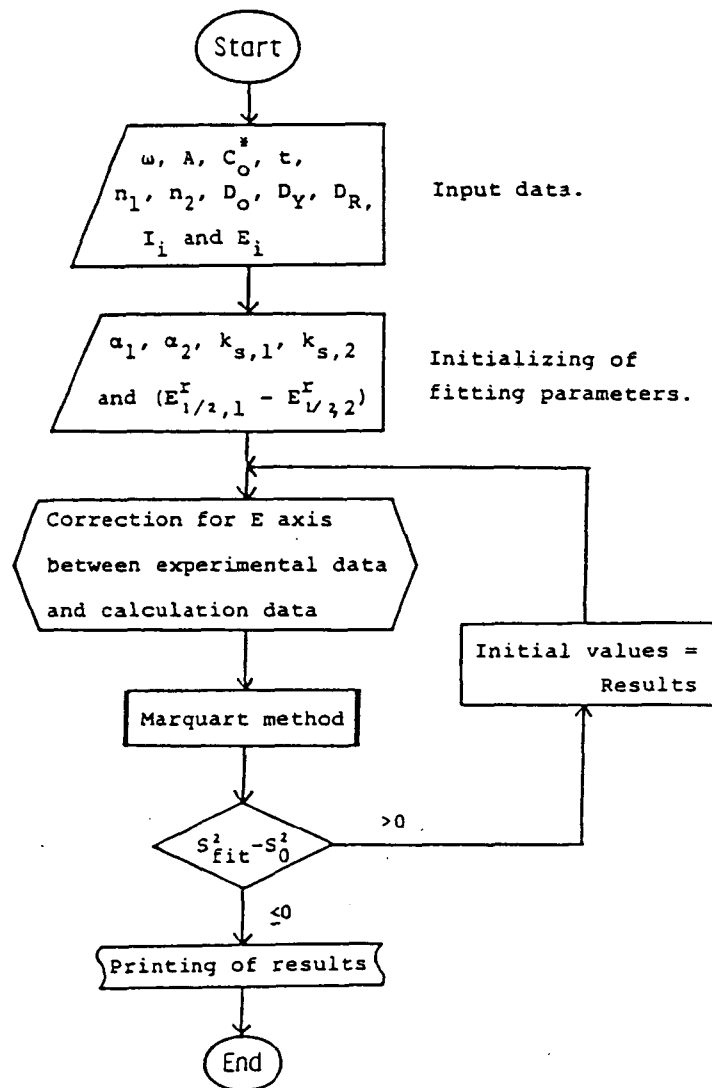 Start
ω, A, C*o, t,
n1, n2, Do, DY, DR,
Ii and Ei
Input data.
α1, α2, ks,1, ks,2
and (Er1/2,1 - Er1/2,2)
Initializing of
fitting parameters.
Correction for E axis
between experimental data
and calculation data
Initial values =
Results
Marquart method
S2fit-S20
>0
≤0
Printing of results
End